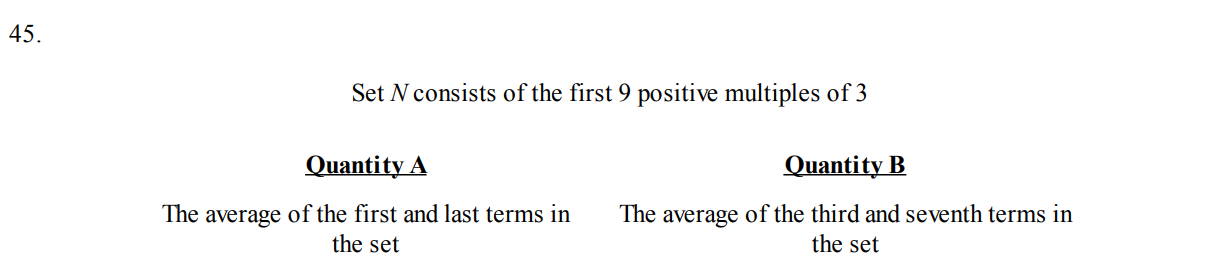 45.
Set N consists of the first 9 positive multiples of 3
Quantity A
Quantity B
The average of the first and last terms in
the set
The average of the third and seventh terms in
the set